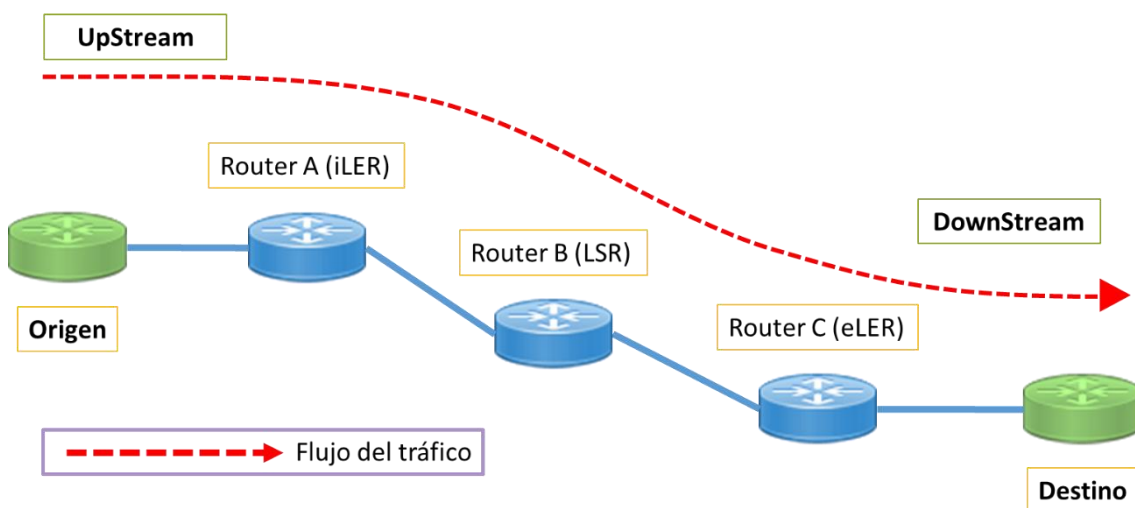 UpStream
Router A (iLER)
DownStream
Router B (LSR)
Origen
Router C (eLER)
Flujo del tráfico
Destino